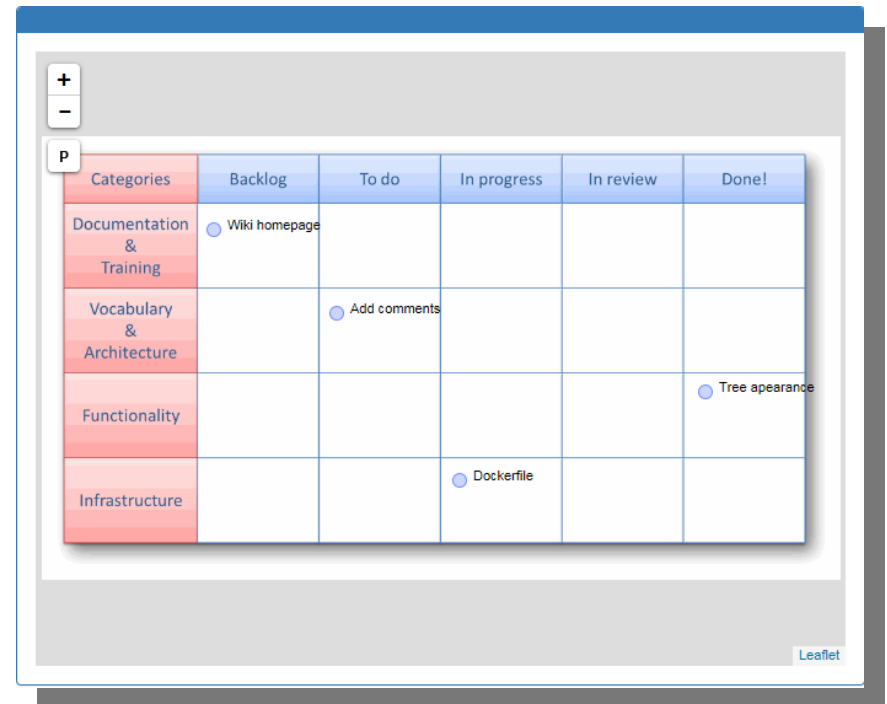 +
−
P
Categories
Backlog
To do
In progress
In review
Done!
Documentation
&
Training
Wiki homepage
Vocabulary
&
Architecture
Add comments
Functionality
Tree apearance
Infrastructure
Dockerfile
Leaflet